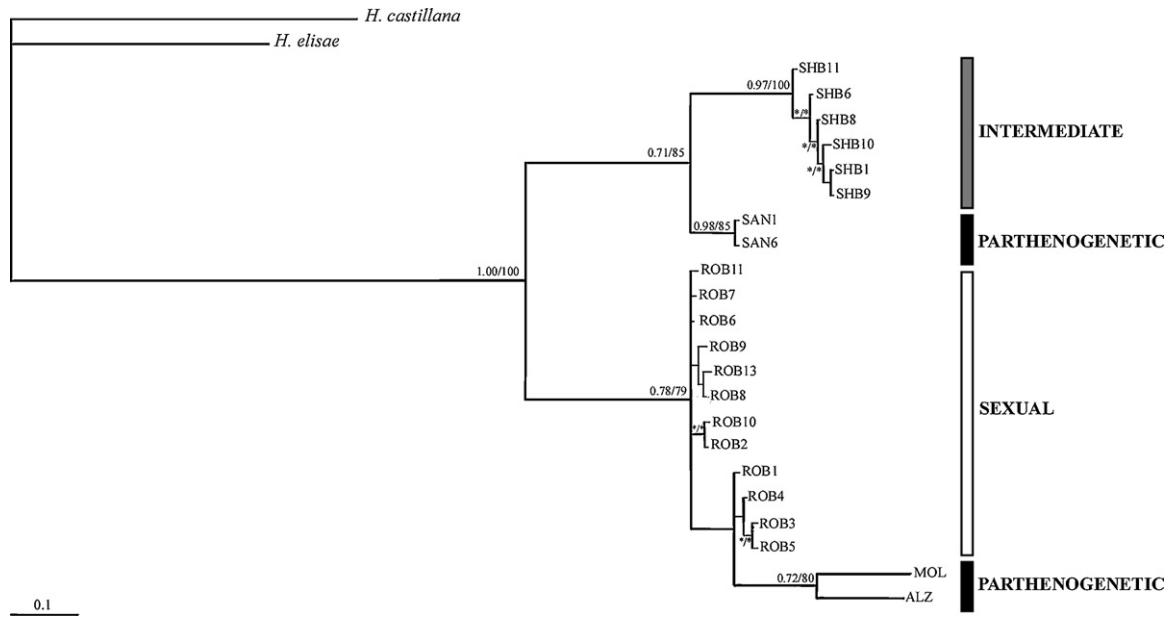 H. castillana
H. elisae
SHB11
0.97/100
SHB6
*/*
SHB8
INTERMEDIATE
*/*
SHB10
0.71/85
*/*
SHB1
SHB9
SAN1
0.98/85
SAN6
PARTHENOGENETIC
1.00/100
ROB11
ROB7
ROB6
ROB9
ROB13
0.78/79
ROB8
SEXUAL
ROB10
*/*
ROB2
ROB1
ROB4
ROB3
*/*
ROB5
MOL
0.72/80
PARTHENOGENETIC
ALZ
0.1